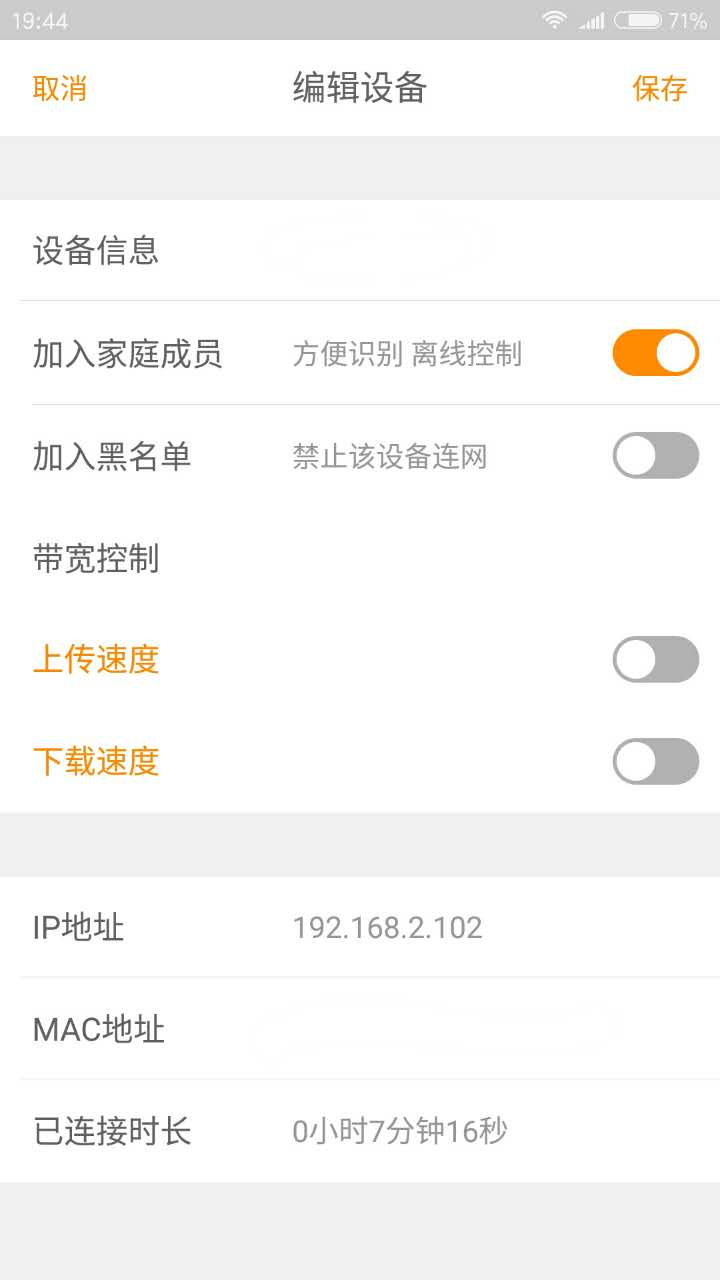 19:44 71%
取消 编辑设备 保存
设备信息
加入家庭成员 方便识别 离线控制
加入黑名单 禁止该设备连网
带宽控制
上传速度
下载速度
IP地址 192.168.2.102
MAC地址
已连接时长 0小时7分钟16秒